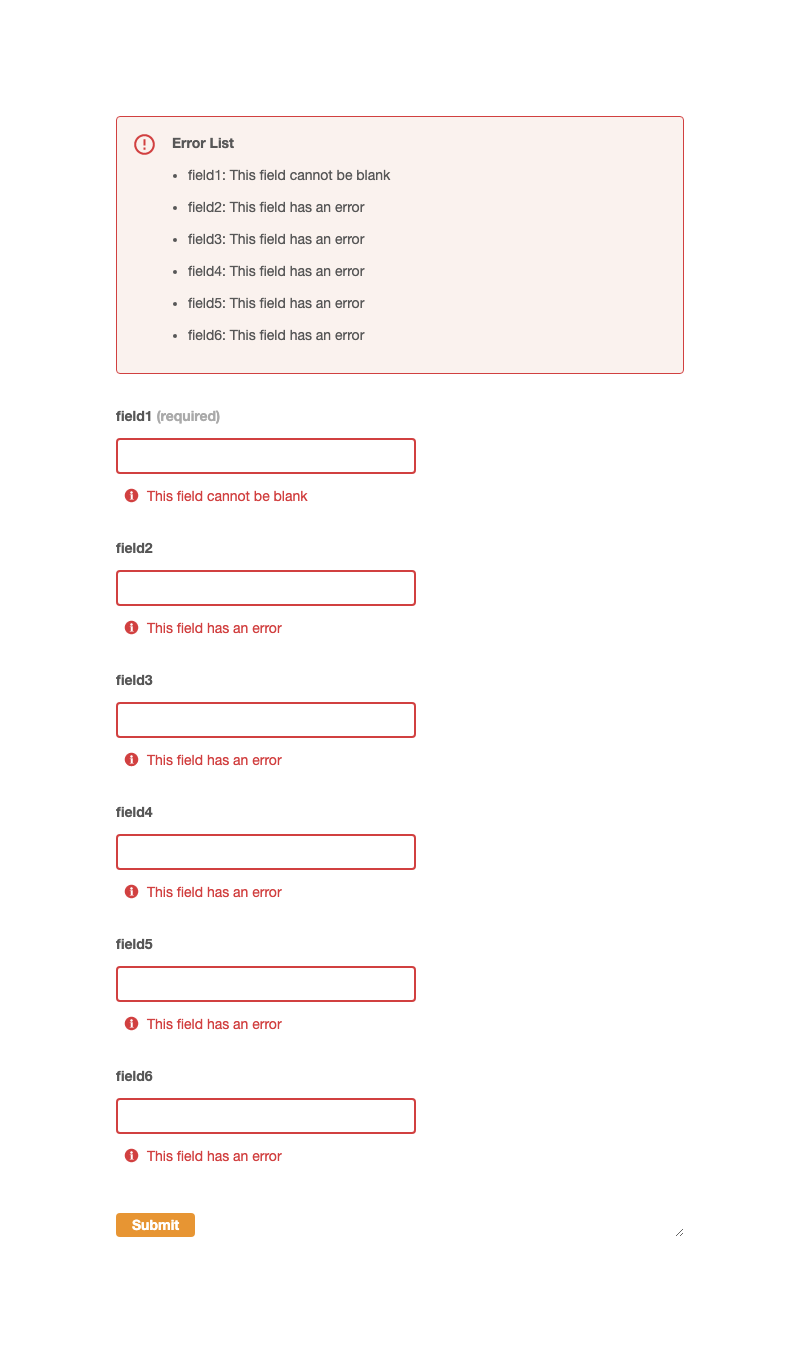 Error List
• field1: This field cannot be blank
• field2: This field has an error
• field3: This field has an error
• field4: This field has an error
• field5: This field has an error
• field6: This field has an error
field1 (required)
This field cannot be blank
field2
This field has an error
field3
This field has an error
field4
This field has an error
field5
This field has an error
field6
This field has an error
Submit